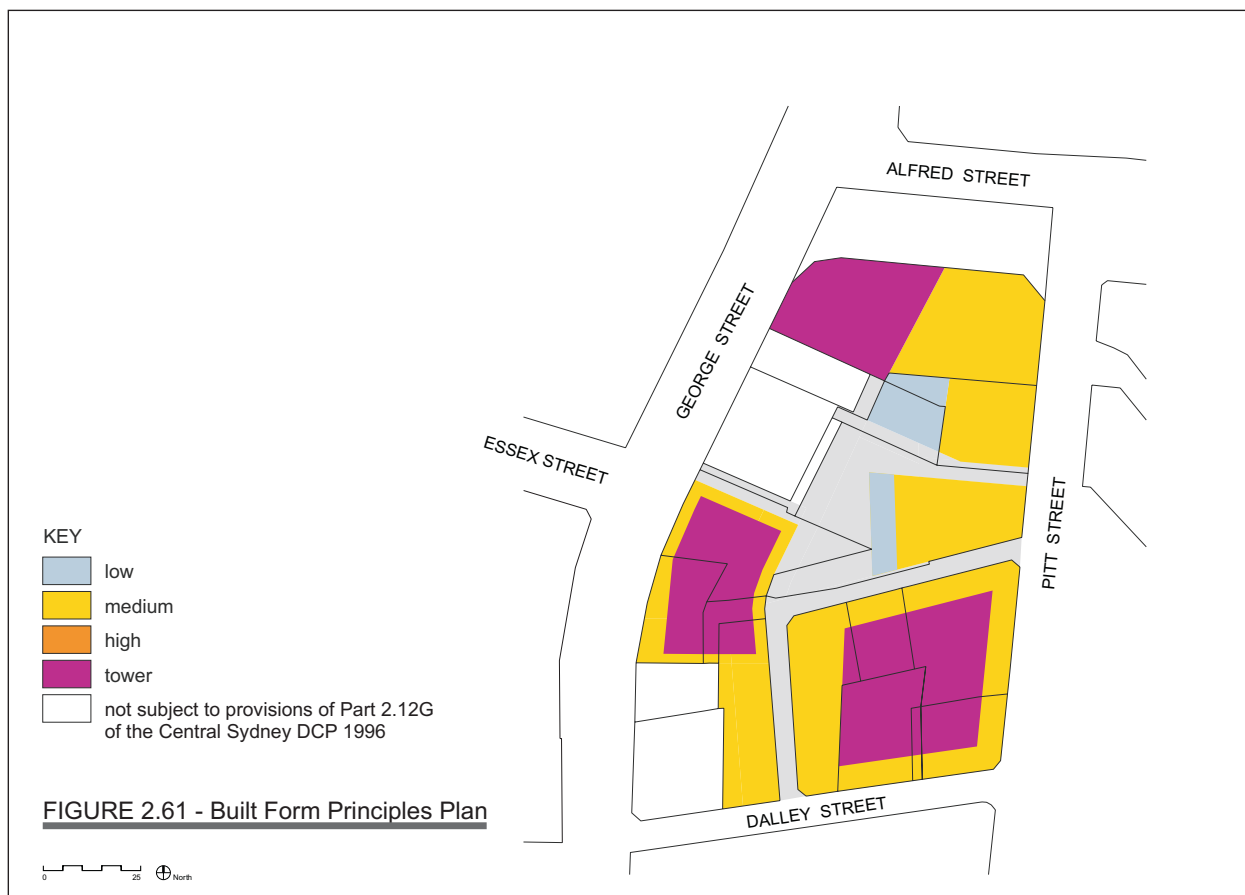 ALFRED STREET
GEORGE STREET
ESSEX STREET
PITT STREET
DALLEY STREET
KEY
low
medium
high
tower
not subject to provisions of Part 2.12G
of the Central Sydney DCP 1996
FIGURE 2.61 - Built Form Principles Plan
0 25 North